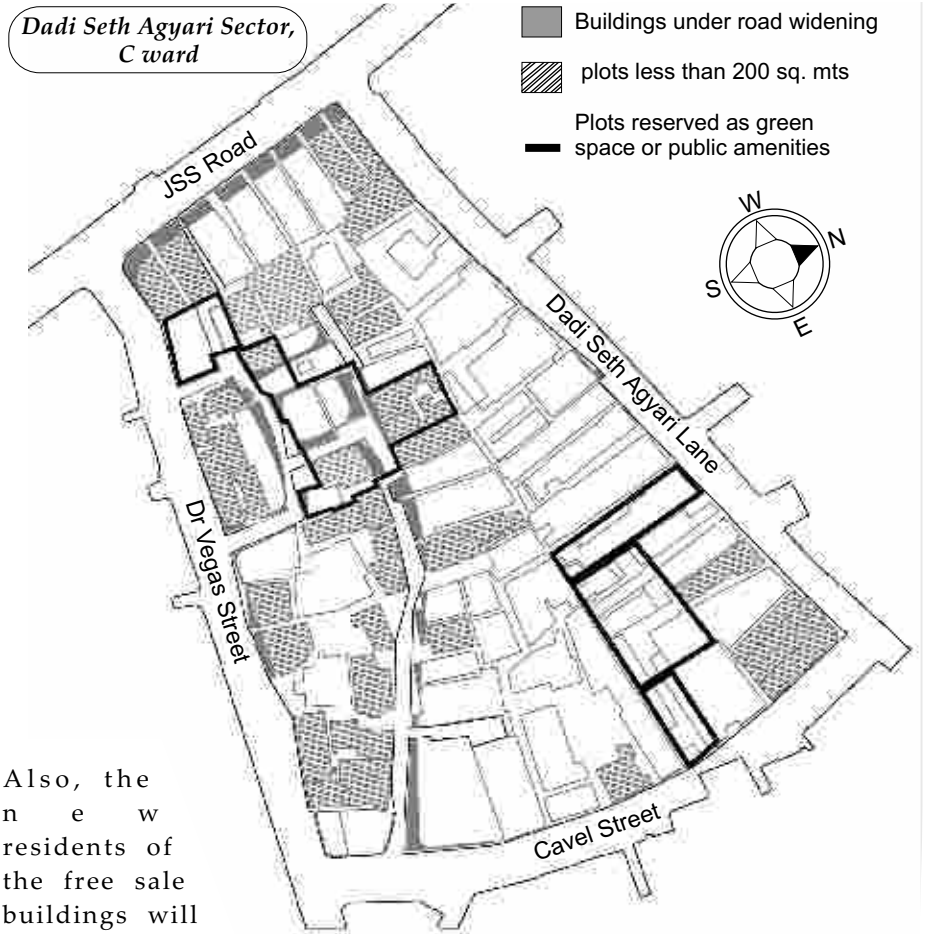 Dadi Seth Agyari Sector,
C ward
Buildings under road widening
plots less than 200 sq. mts
Plots reserved as green
space or public amenities
JSS Road
W
N
S
E
Dadi Seth Agyari Lane
Dr Vegas Street
Cavel Street
Also, the
n e w
residents of
the free sale
buildings will